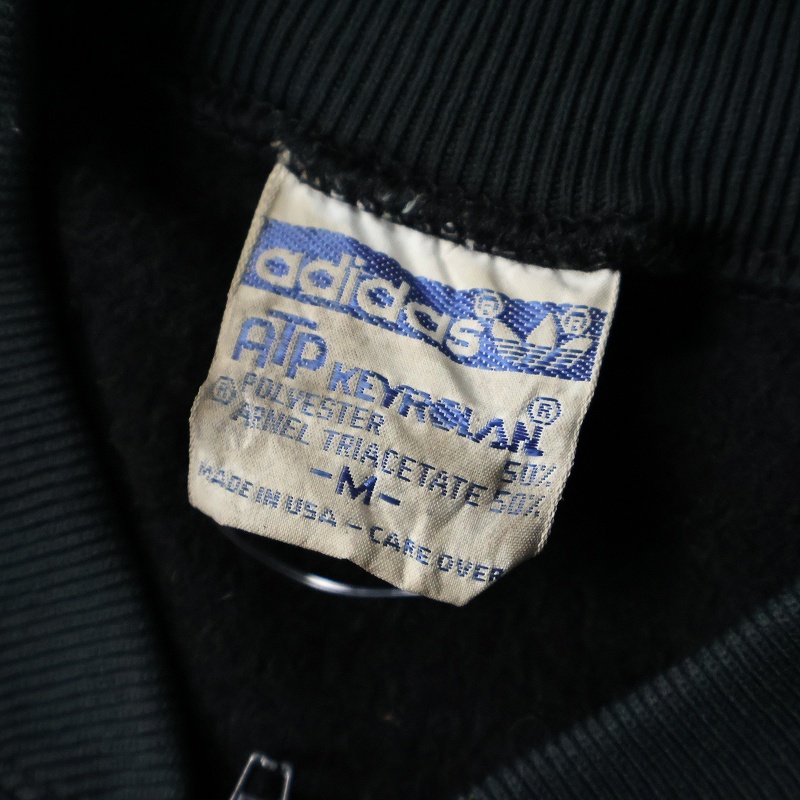 adidas® ®
ATP KEYROLAN®
POLYESTER 50%
®ARNEL TRIACETATE 50%
-M-
MADE IN USA - CARE OVER